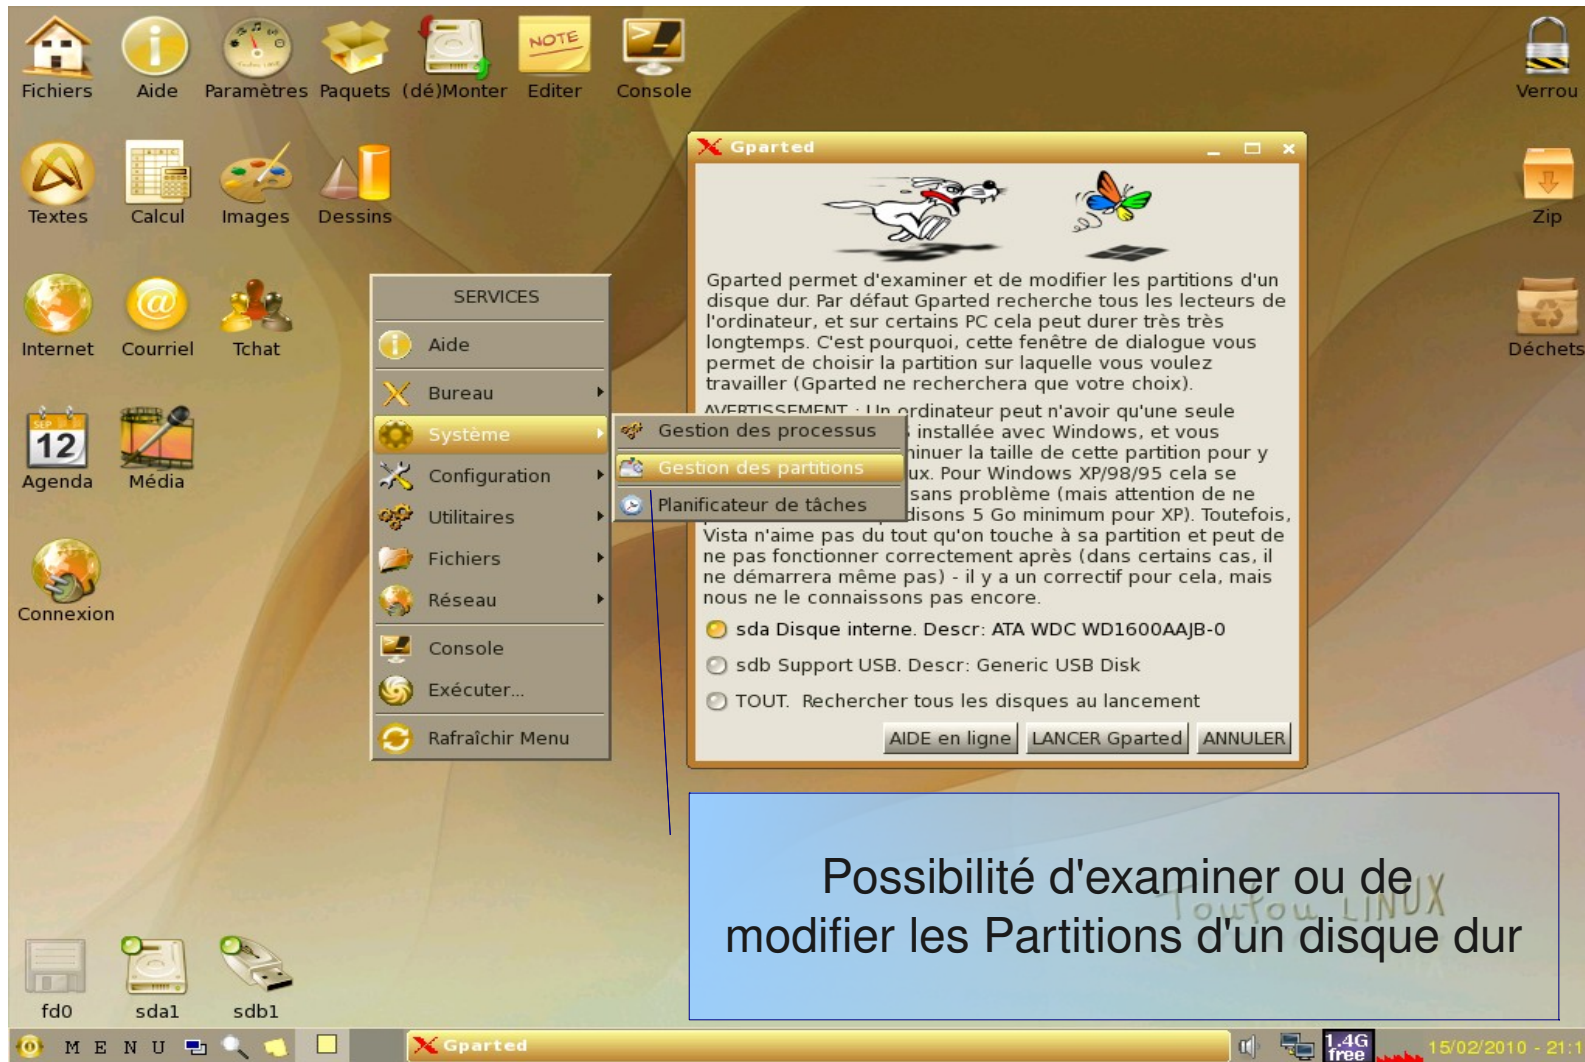 Fichiers
Aide
Paramètres
Paquets
(dé)Monter
NOTE
Editer
Console
Verrou
Textes
Calcul
Images
Dessins
Zip
Internet
Courriel
Tchat
Déchets
SEP
12
Agenda
Média
Connexion
SERVICES
Aide
Bureau
Système
Configuration
Utilitaires
Fichiers
Réseau
Console
Exécuter...
Rafraîchir Menu
Gestion des processus
Gestion des partitions
Planificateur de tâches
Gparted
Gparted permet d'examiner et de modifier les partitions d'un
disque dur. Par défaut Gparted recherche tous les lecteurs de
l'ordinateur, et sur certains PC cela peut durer très très
longtemps. C'est pourquoi, cette fenêtre de dialogue vous
permet de choisir la partition sur laquelle vous voulez
travailler (Gparted ne recherchera que votre choix).
AVERTISSEMENT : Un ordinateur peut n'avoir qu'une seule
installée avec Windows, et vous
minuer la taille de cette partition pour y
ux. Pour Windows XP/98/95 cela se
sans problème (mais attention de ne
disons 5 Go minimum pour XP). Toutefois,
Vista n'aime pas du tout qu'on touche à sa partition et peut de
ne pas fonctionner correctement après (dans certains cas, il
ne démarrera même pas) - il y a un correctif pour cela, mais
nous ne le connaissons pas encore.
sda Disque interne. Descr: ATA WDC WD1600AAJB-0
sdb Support USB. Descr: Generic USB Disk
TOUT. Rechercher tous les disques au lancement
AIDE en ligne
LANCER Gparted
ANNULER
Possibilité d'examiner ou de
modifier les Partitions d'un disque dur
Toutou LINUX
fd0
sda1
sdb1
MENU
Gparted
1.4G
free
15/02/2010 - 21:1